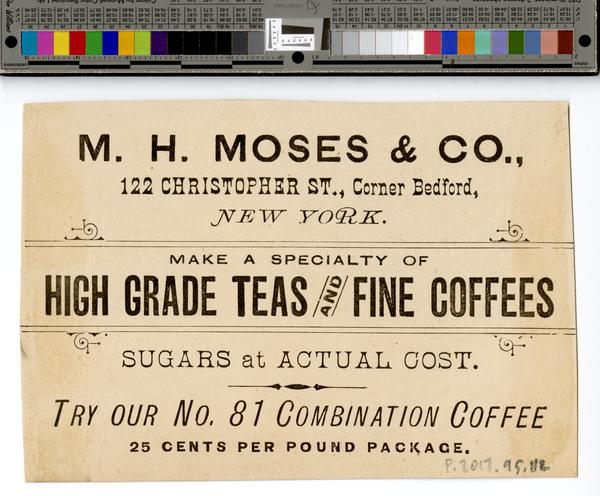 M. H. MOSES & CO.,
122 CHRISTOPHER ST., Corner Bedford,
NEW YORK.
MAKE A SPECIALTY OF
HIGH GRADE TEAS AND FINE COFFEES
SUGARS at ACTUAL COST.
TRY OUR No. 81 COMBINATION COFFEE
25 CENTS PER POUND PACKAGE.
P.2017.95.112